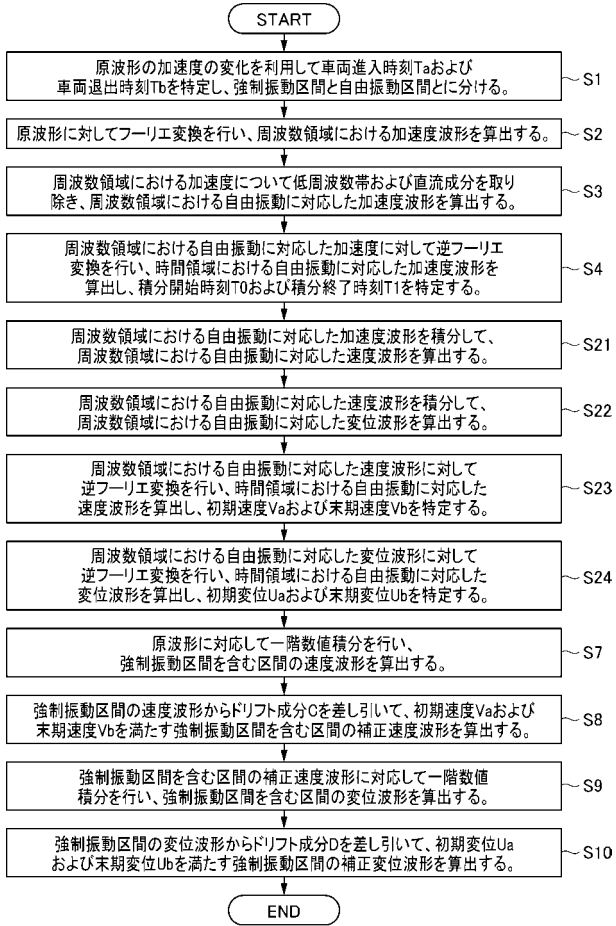 START
原波形の加速度の変化を利用して車両進入時刻Taおよび
車両退出時刻Tbを特定し、強制振動区間と自由振動区間とに分ける。
S1
原波形に対してフーリエ変換を行い、周波数領域における加速度波形を算出する。
S2
周波数領域における加速度について低周波数帯および直流成分を取り
除き、周波数領域における自由振動に対応した加速度波形を算出する。
S3
周波数領域における自由振動に対応した加速度に対して逆フーリエ
変換を行い、時間領域における自由振動に対応した加速度波形を
算出し、積分開始時刻T0および積分終了時刻T1を特定する。
S4
周波数領域における自由振動に対応した加速度波形を積分して、
周波数領域における自由振動に対応した速度波形を算出する。
S21
周波数領域における自由振動に対応した速度波形を積分して、
周波数領域における自由振動に対応した変位波形を算出する。
S22
周波数領域における自由振動に対応した速度波形に対して
逆フーリエ変換を行い、時間領域における自由振動に対応した
速度波形を算出し、初期速度Vaおよび末期速度Vbを特定する。
S23
周波数領域における自由振動に対応した変位波形に対して
逆フーリエ変換を行い、時間領域における自由振動に対応した
変位波形を算出し、初期変位Uaおよび末期変位Ubを特定する。
S24
原波形に対応して一階数値積分を行い、
強制振動区間を含む区間の速度波形を算出する。
S7
強制振動区間の速度波形からドリフト成分Cを差し引いて、初期速度Vaおよび
末期速度Vbを満たす強制振動区間を含む区間の補正速度波形を算出する。
S8
強制振動区間を含む区間の補正速度波形に対応して一階数値
積分を行い、強制振動区間を含む区間の変位波形を算出する。
S9
強制振動区間の変位波形からドリフト成分Dを差し引いて、初期変位Ua
および末期変位Ubを満たす強制振動区間の補正変位波形を算出する。
S10
END